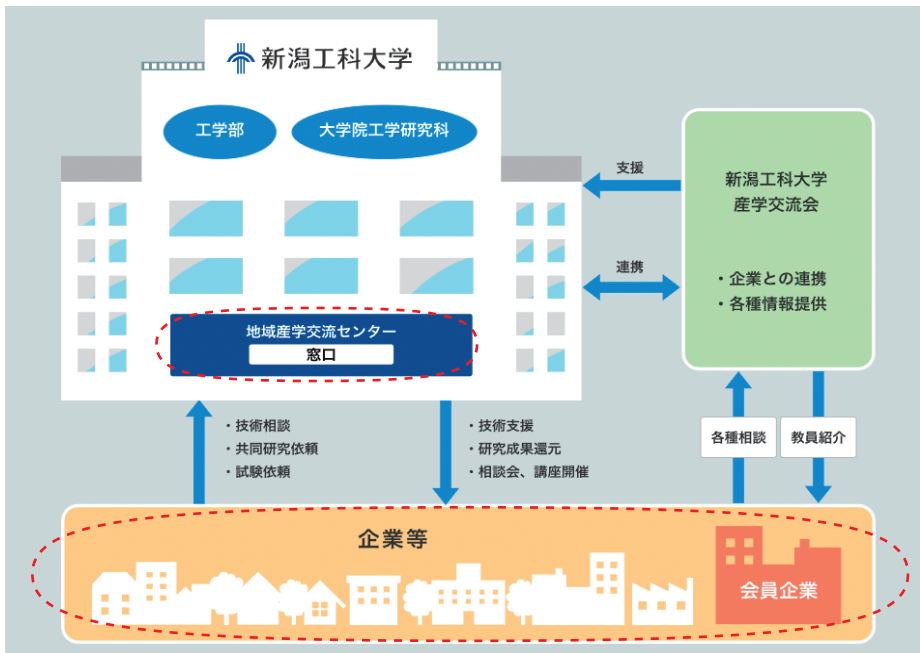 新潟工科大学
工学部
大学院工学研究科
地域産学交流センター
窓口
支援
連携
新潟工科大学
産学交流会
・企業との連携
・各種情報提供
・技術相談
・共同研究依頼
・試験依頼
・技術支援
・研究成果還元
・相談会、講座開催
各種相談
教員紹介
企業等
会員企業